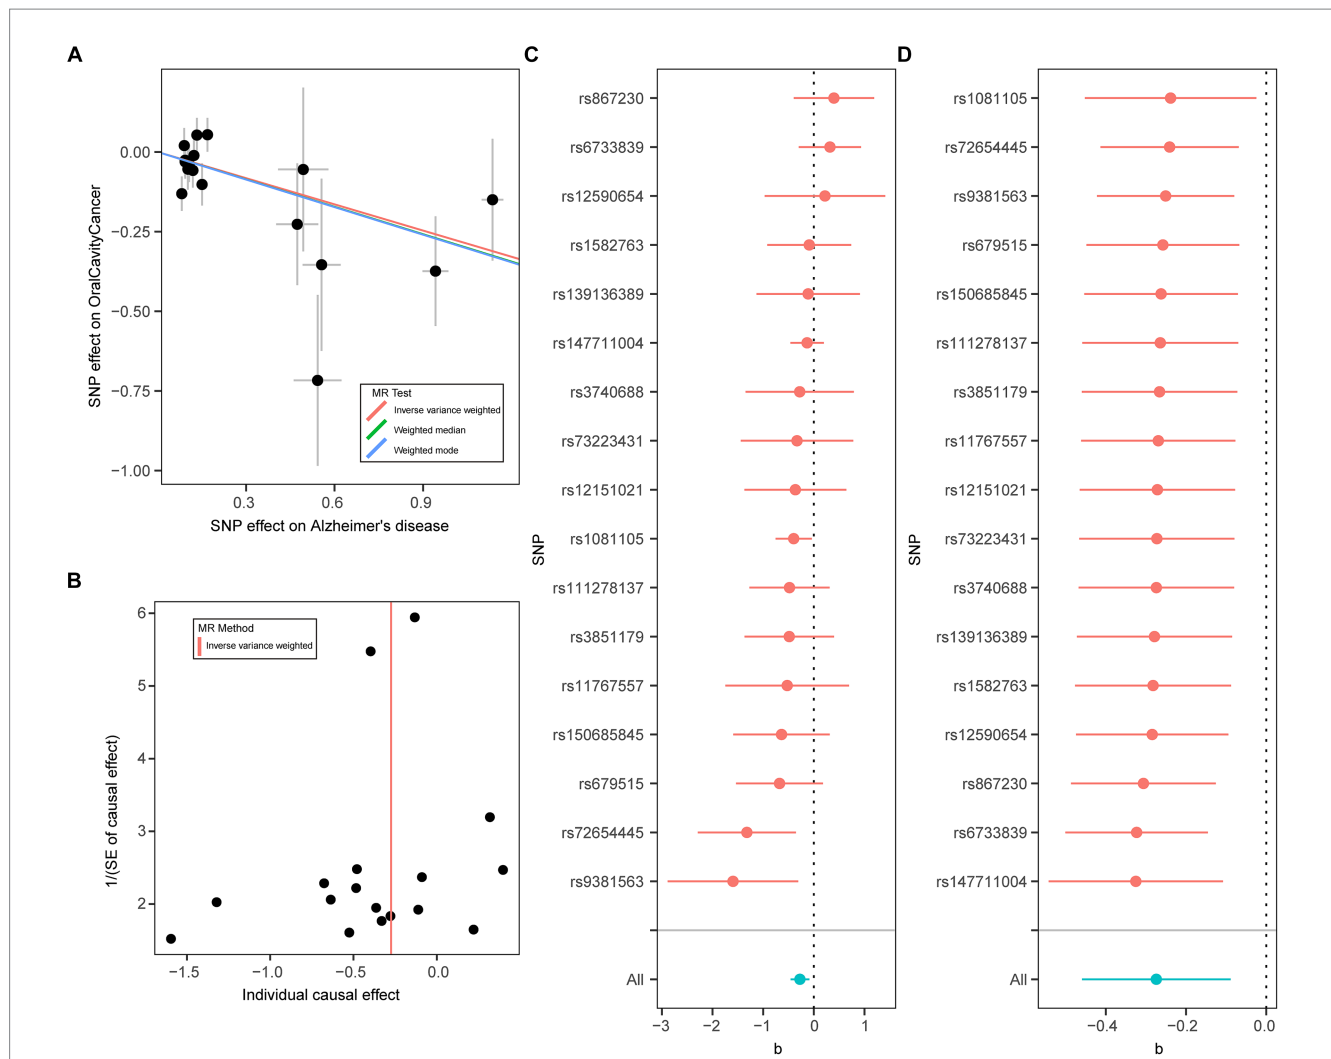 A
0.00
−0.25
−0.50
−0.75
−1.00
SNP effect on OralCavityCancer
MR Test
Inverse variance weighted
Weighted median
Weighted mode
0.3
0.6
0.9
SNP effect on Alzheimer's disease
B
6
5
4
3
2
1/(SE of causal effect)
MR Method
Inverse variance weighted
−1.5
−1.0
−0.5
0.0
Individual causal effect
C
rs867230
rs6733839
rs12590654
rs1582763
rs139136389
rs147711004
rs3740688
rs73223431
rs12151021
rs1081105
rs111278137
rs3851179
rs11767557
rs150685845
rs679515
rs72654445
rs9381563
All
SNP
−3
−2
−1
0
1
b
D
rs1081105
rs72654445
rs9381563
rs679515
rs150685845
rs111278137
rs3851179
rs11767557
rs12151021
rs73223431
rs3740688
rs139136389
rs1582763
rs12590654
rs867230
rs6733839
rs147711004
All
SNP
−0.4
−0.2
0.0
b